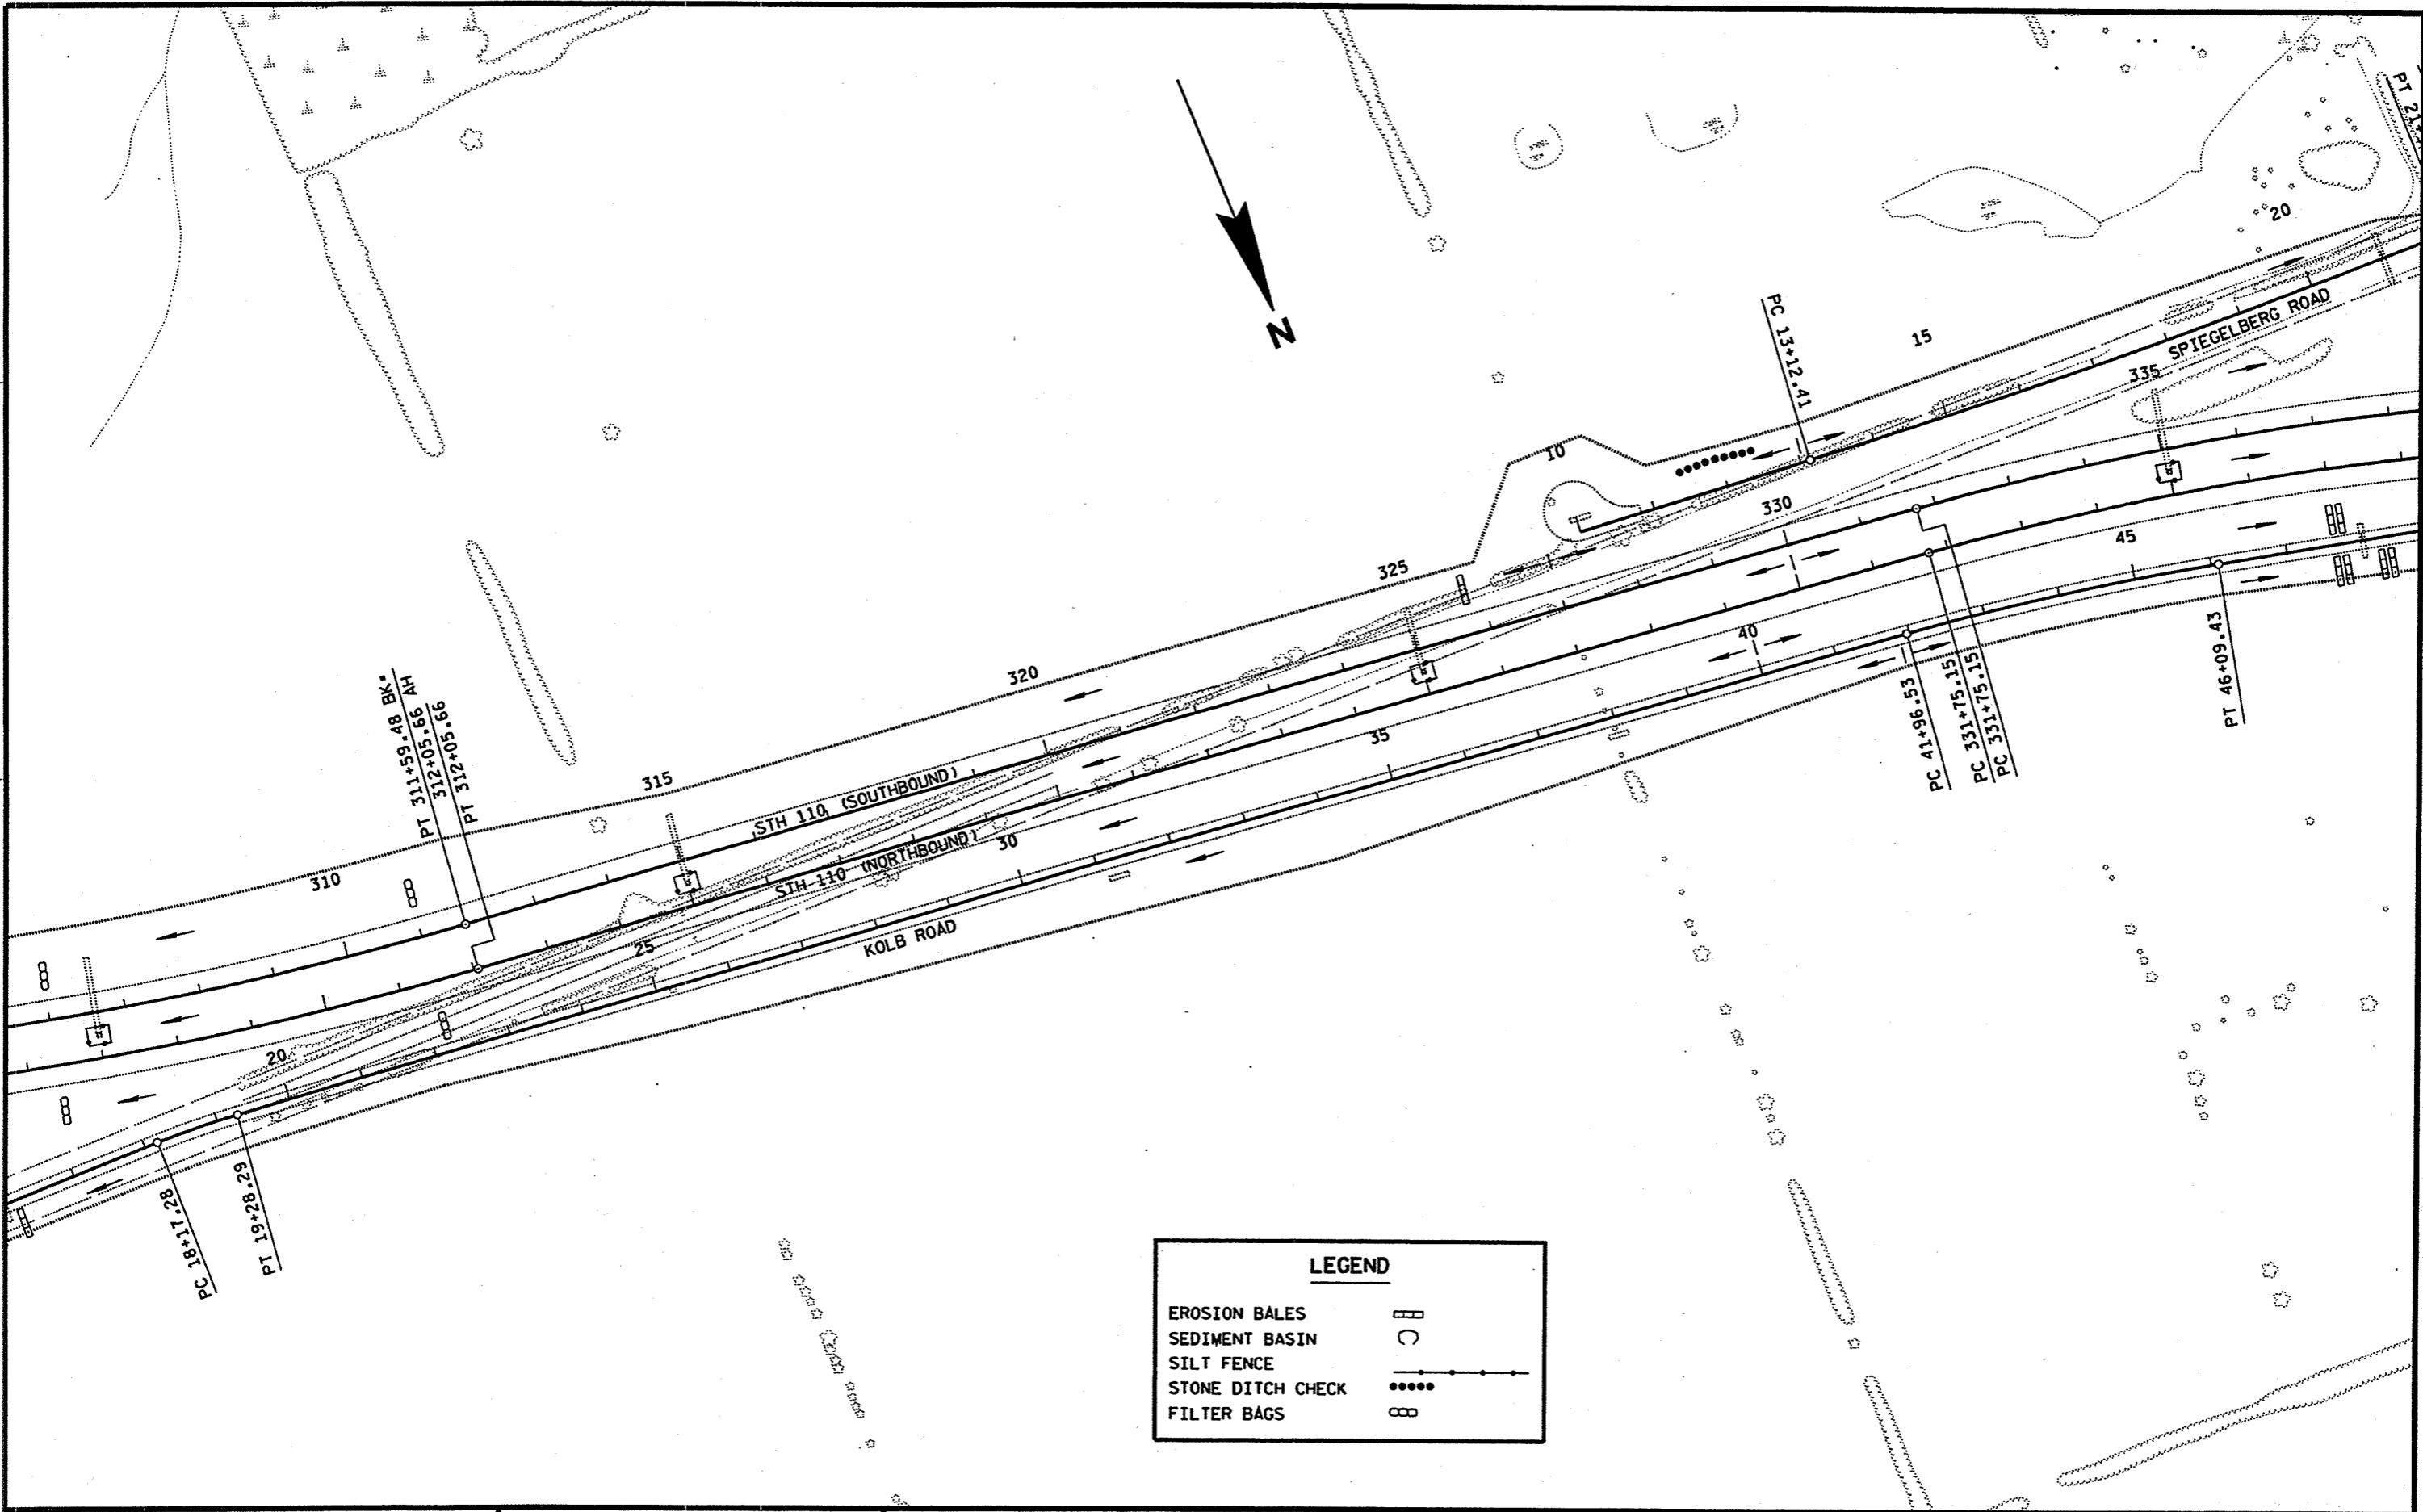 PT 21+
20
SPIEGELBERG ROAD
335
15
PC 13+12.41
10
330
325
45
40
320
35
315
30
310
25
20
N
PT 311+59.48 BK=
312+05.66 AH
PT 312+05.66
STH 110 (SOUTHBOUND)
STH 110 (NORTHBOUND)
KOLB ROAD
PC 41+96.53
PC 331+75.15
PC 331+75.15
PT 46+09.43
PC 18+17.28
PT 19+28.29
LEGEND
EROSION BALES
SEDIMENT BASIN
SILT FENCE
STONE DITCH CHECK
FILTER BAGS